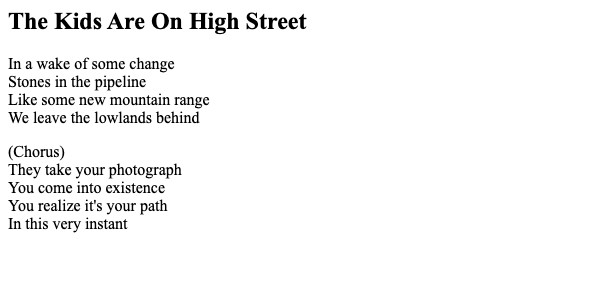 The Kids Are On High Street
In a wake of some change
Stones in the pipeline
Like some new mountain range
We leave the lowlands behind
(Chorus)
They take your photograph
You come into existence
You realize it's your path
In this very instant